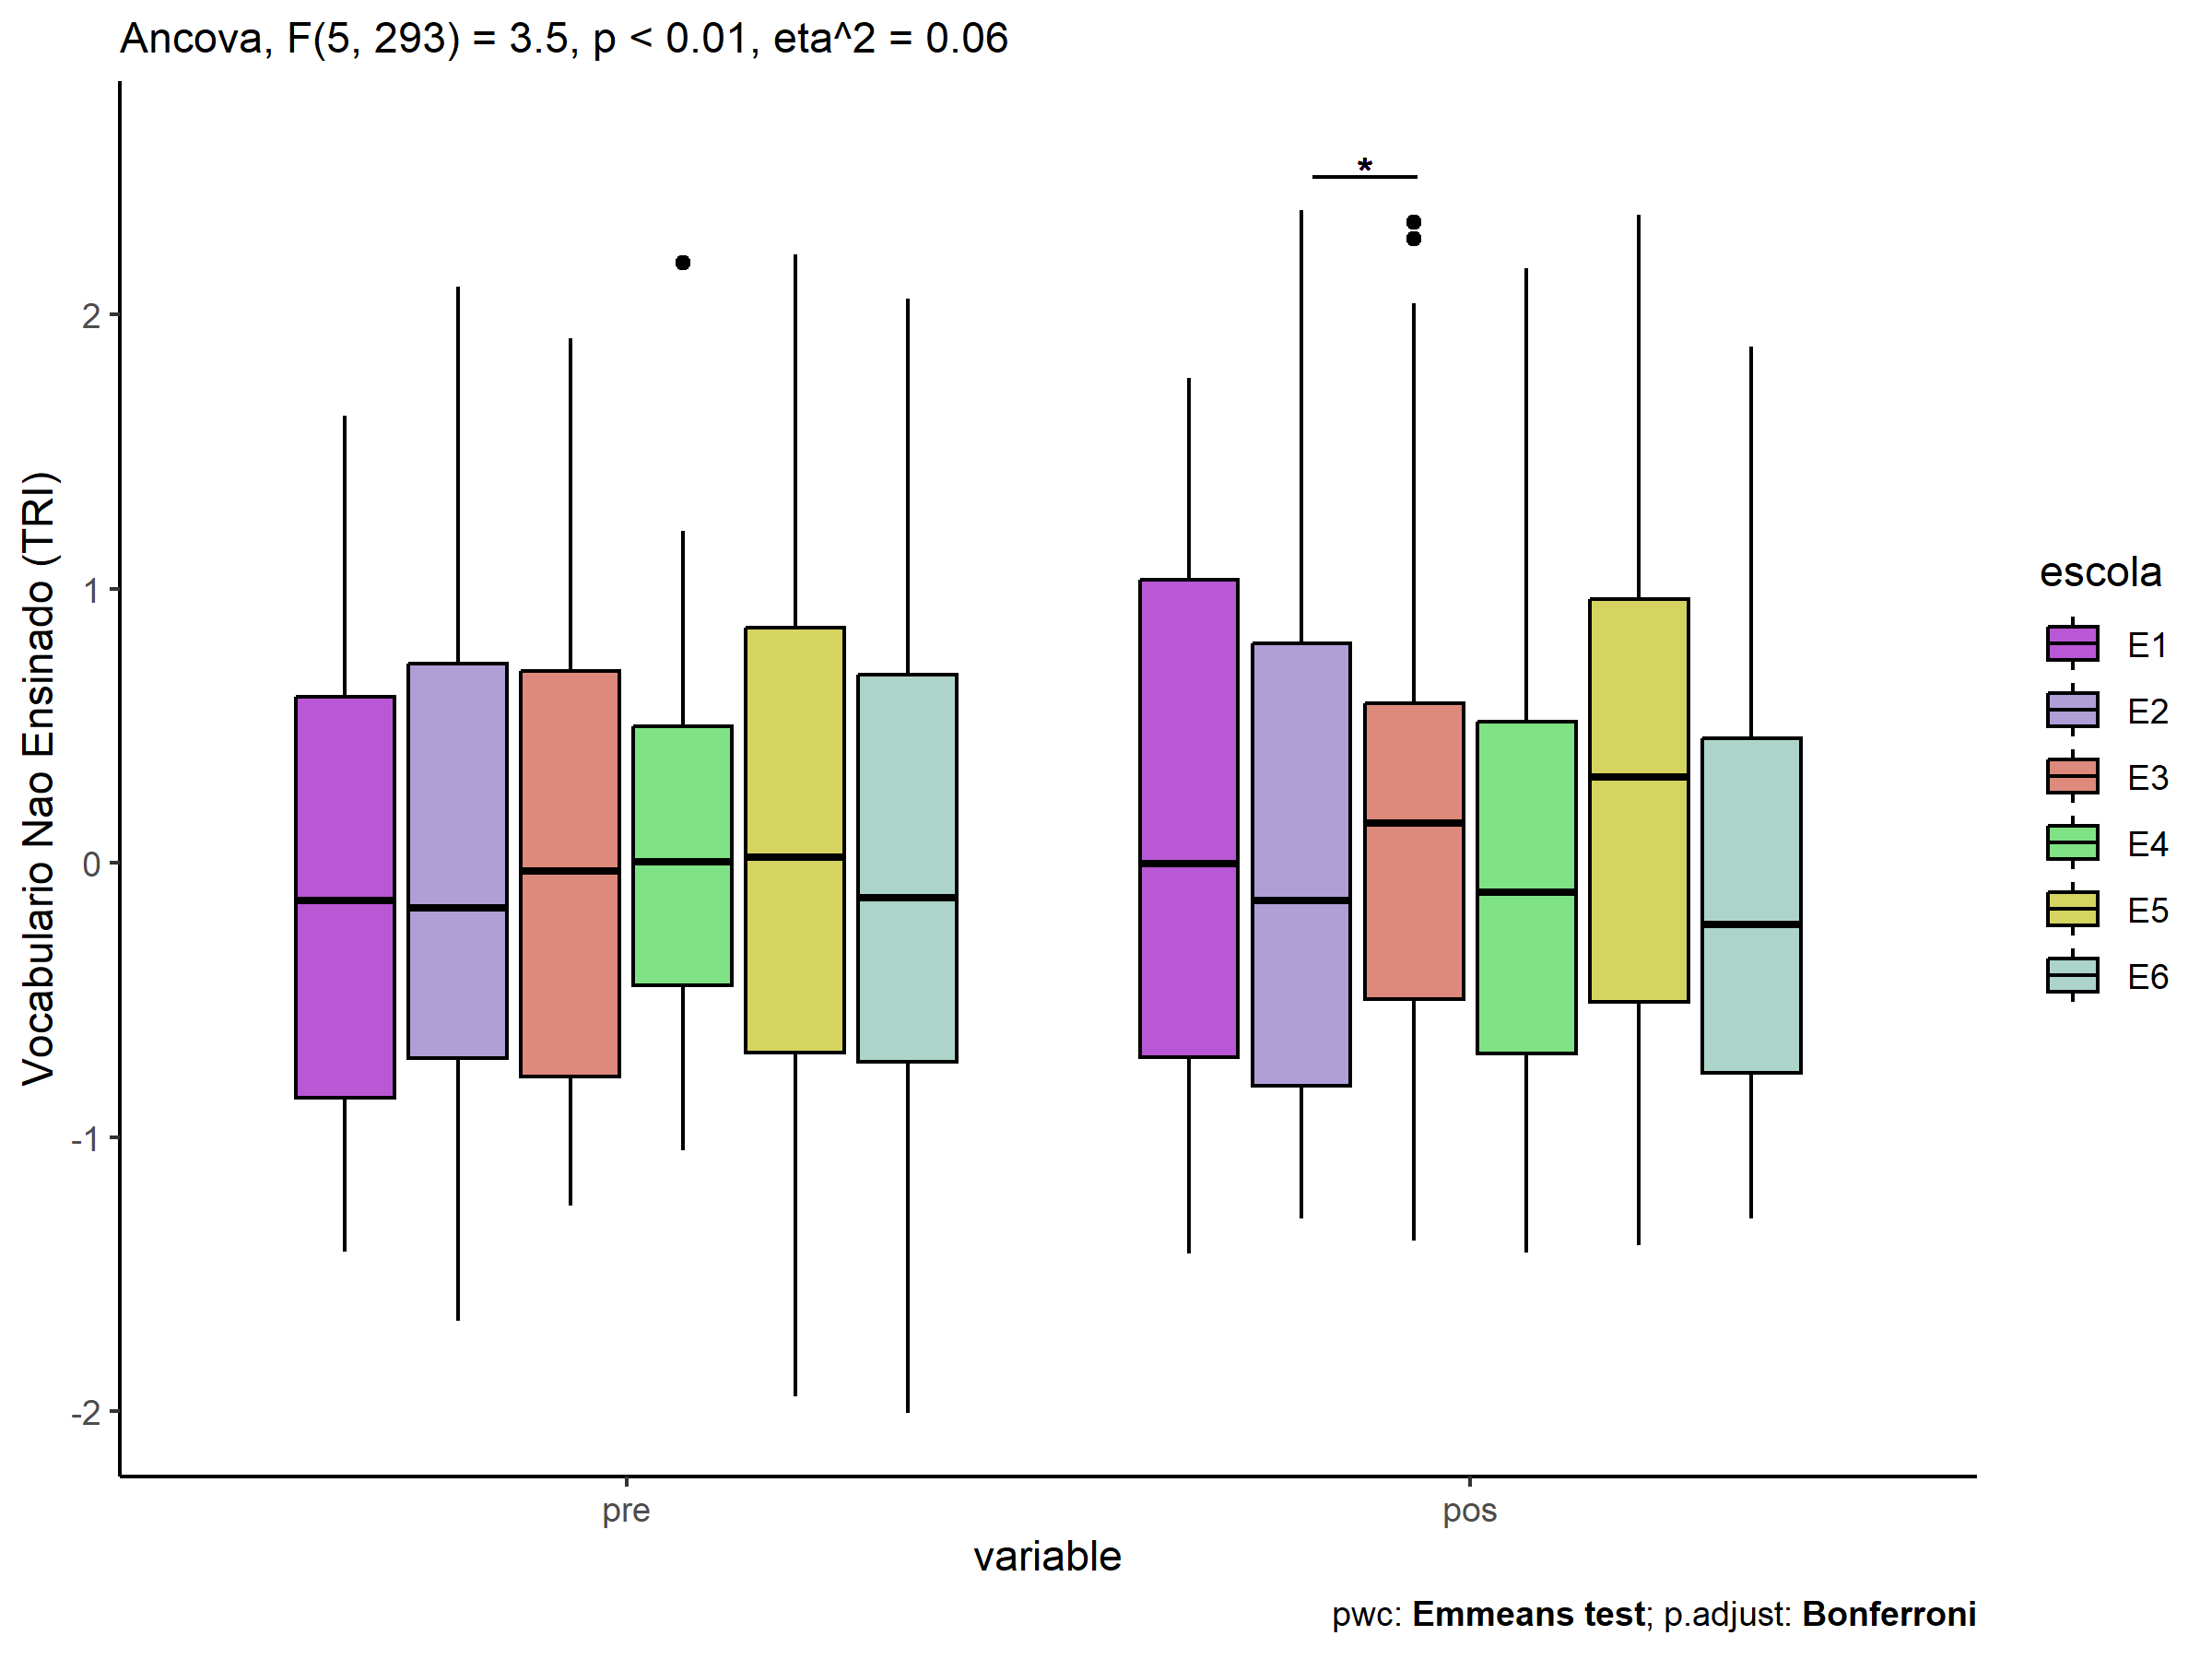 Ancova, F(5, 293) = 3.5, p < 0.01, eta^2 = 0.06
*
Vocabulario Nao Ensinado (TRI)
2
1
0
-1
-2
pre
pos
variable
escola
E1
E2
E3
E4
E5
E6
pwc: Emmeans test; p.adjust: Bonferroni